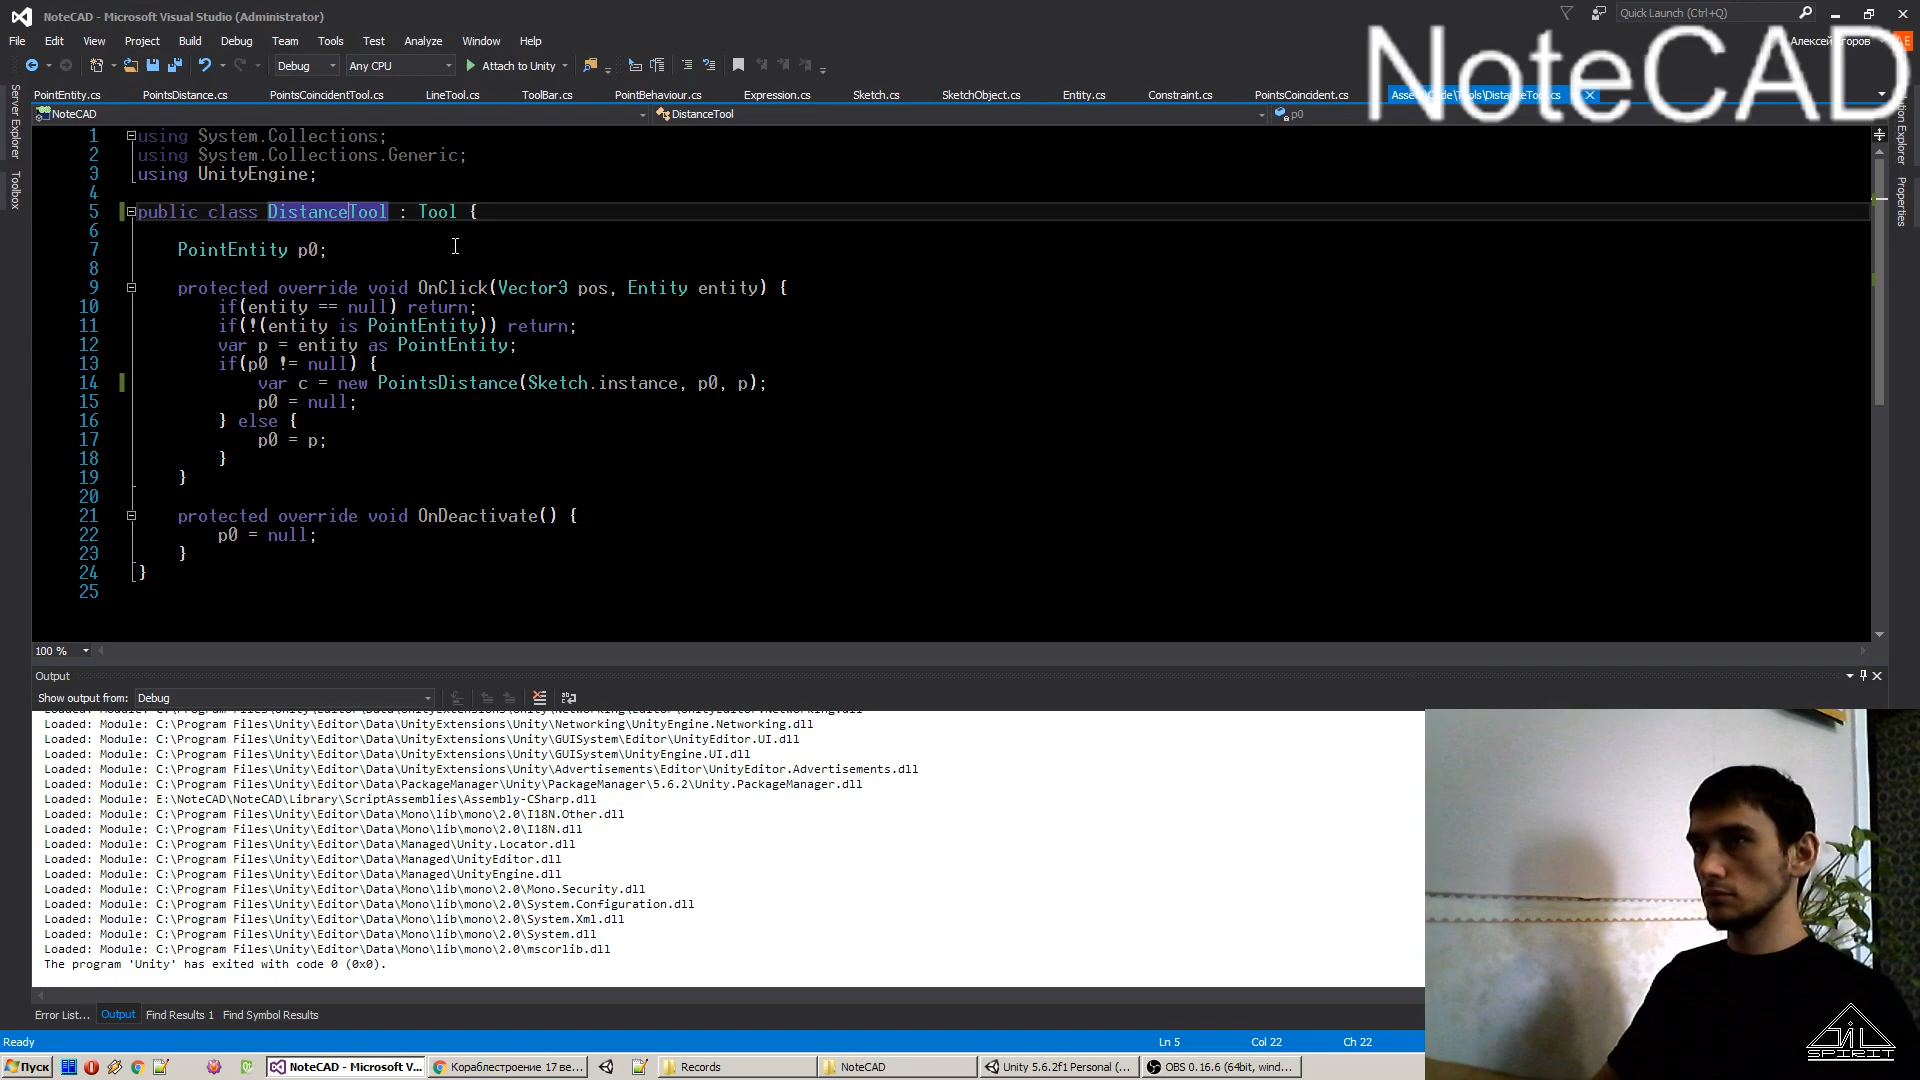 NoteCAD - Microsoft Visual Studio (Administrator)
Quick Launch (Ctrl+Q)
File Edit View Project Build Debug Team Tools Test Analyze Window Help
Алексей Егоров
AE
NoteCAD
Debug
Any CPU
Attach to Unity
PointEntity.cs PointsDistance.cs PointsCoincidentTool.cs LineTool.cs ToolBar.cs PointBehaviour.cs Expression.cs Sketch.cs SketchObject.cs Entity.cs Constraint.cs PointsCoincident.cs
NoteCAD
DistanceTool
p0
Server Explorer
Toolbox
Properties
1 using System.Collections;
2 using System.Collections.Generic;
3 using UnityEngine;
4
5 public class DistanceTool : Tool {
6
7 PointEntity p0;
8
9 protected override void OnClick(Vector3 pos, Entity entity) {
10 if(entity == null) return;
11 if(!(entity is PointEntity)) return;
12 var p = entity as PointEntity;
13 if(p0 != null) {
14 var c = new PointsDistance(Sketch.instance, p0, p);
15 p0 = null;
16 } else {
17 p0 = p;
18 }
19 }
20
21 protected override void OnDeactivate() {
22 p0 = null;
23 }
24 }
25
100 %
Output
Show output from: Debug
Loaded: Module: C:\Program Files\Unity\Editor\Data\UnityExtensions\Unity\Networking\UnityEngine.Networking.dll
Loaded: Module: C:\Program Files\Unity\Editor\Data\UnityExtensions\Unity\GUISystem\Editor\UnityEditor.UI.dll
Loaded: Module: C:\Program Files\Unity\Editor\Data\UnityExtensions\Unity\GUISystem\UnityEngine.UI.dll
Loaded: Module: C:\Program Files\Unity\Editor\Data\UnityExtensions\Unity\Advertisements\Editor\UnityEditor.Advertisements.dll
Loaded: Module: C:\Program Files\Unity\Editor\Data\PackageManager\Unity\PackageManager\5.6.2\Unity.PackageManager.dll
Loaded: Module: E:\NoteCAD\NoteCAD\Library\ScriptAssemblies\Assembly-CSharp.dll
Loaded: Module: C:\Program Files\Unity\Editor\Data\Mono\lib\mono\2.0\I18N.Other.dll
Loaded: Module: C:\Program Files\Unity\Editor\Data\Mono\lib\mono\2.0\I18N.dll
Loaded: Module: C:\Program Files\Unity\Editor\Data\Managed\Unity.Locator.dll
Loaded: Module: C:\Program Files\Unity\Editor\Data\Managed\UnityEditor.dll
Loaded: Module: C:\Program Files\Unity\Editor\Data\Managed\UnityEngine.dll
Loaded: Module: C:\Program Files\Unity\Editor\Data\Mono\lib\mono\2.0\Mono.Security.dll
Loaded: Module: C:\Program Files\Unity\Editor\Data\Mono\lib\mono\2.0\System.Configuration.dll
Loaded: Module: C:\Program Files\Unity\Editor\Data\Mono\lib\mono\2.0\System.Xml.dll
Loaded: Module: C:\Program Files\Unity\Editor\Data\Mono\lib\mono\2.0\System.dll
Loaded: Module: C:\Program Files\Unity\Editor\Data\Mono\lib\mono\2.0\mscorlib.dll
The program 'Unity' has exited with code 0 (0x0).
Error List... Output Find Results 1 Find Symbol Results
Ready
Ln 5 Col 22 Ch 22
SPIRIT
Пуск
NoteCAD - Microsoft V...
Кораблестроение 17 ве...
Records
NoteCAD
Unity 5.6.2f1 Personal (...
OBS 0.16.6 (64bit, wind...